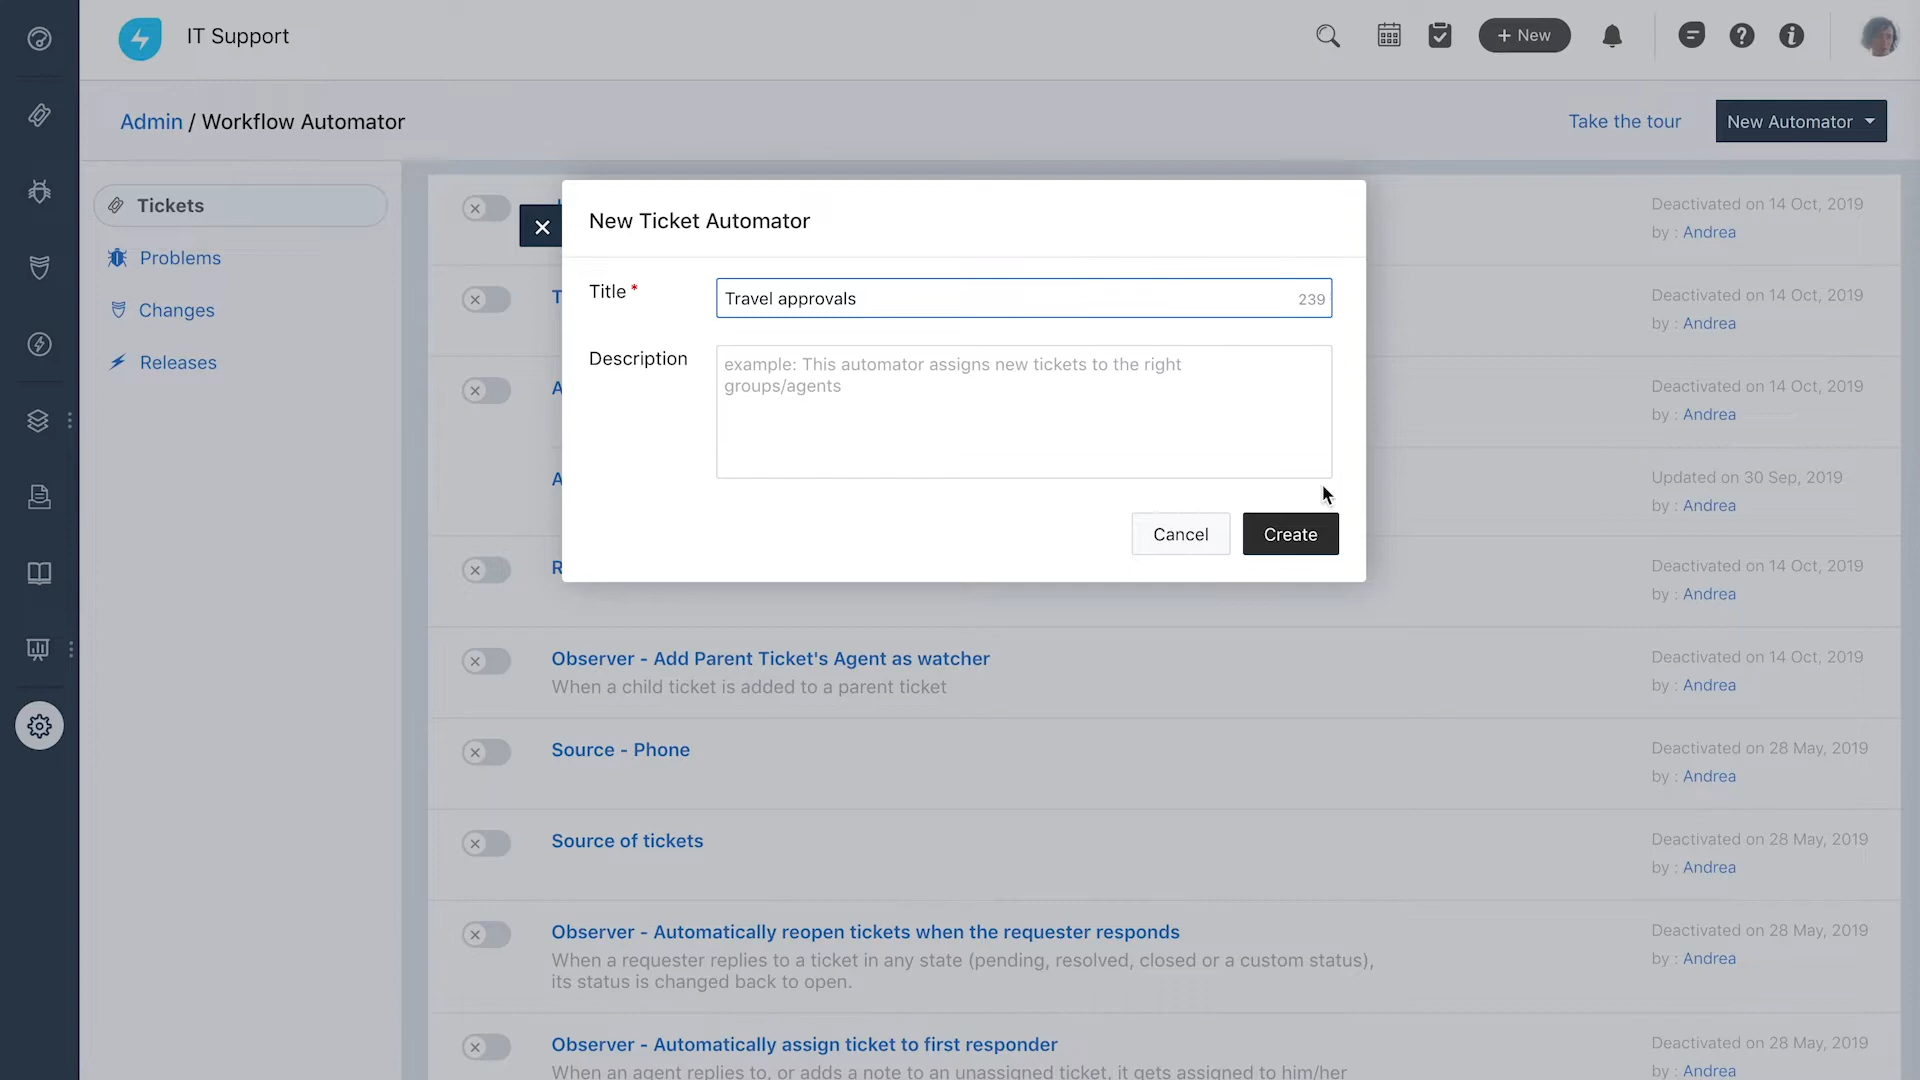 IT Support
+ New
Admin / Workflow Automator
Take the tour
New Automator
Tickets
Problems
Changes
Releases
New Ticket Automator
Title *
Travel approvals
239
Description
example: This automator assigns new tickets to the right
groups/agents
Cancel
Create
Deactivated on 14 Oct, 2019
by : Andrea
T
Deactivated on 14 Oct, 2019
by : Andrea
A
Deactivated on 14 Oct, 2019
by : Andrea
A
Updated on 30 Sep, 2019
by : Andrea
R
Deactivated on 14 Oct, 2019
by : Andrea
Observer - Add Parent Ticket's Agent as watcher
When a child ticket is added to a parent ticket
Deactivated on 14 Oct, 2019
by : Andrea
Source - Phone
Deactivated on 28 May, 2019
by : Andrea
Source of tickets
Deactivated on 28 May, 2019
by : Andrea
Observer - Automatically reopen tickets when the requester responds
When a requester replies to a ticket in any state (pending, resolved, closed or a custom status),
its status is changed back to open.
Deactivated on 28 May, 2019
by : Andrea
Observer - Automatically assign ticket to first responder
When an agent replies to, or adds a note to an unassigned ticket, it gets assigned to him/her
Deactivated on 28 May, 2019
by : Andrea